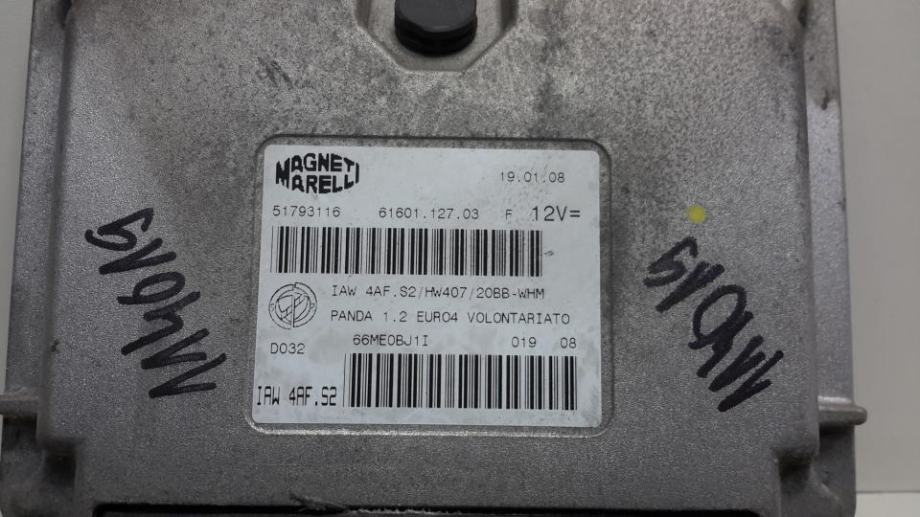 MAGNETI
MARELLI
19.01.08
51793116 61601.127.03 F 12V=
IAW 4AF.S2/HW407/20BB-WHM
PANDA 1.2 EURO4 VOLONTARIATO
D032 66ME0BJ1I 019 08
IAW 4AF.S2